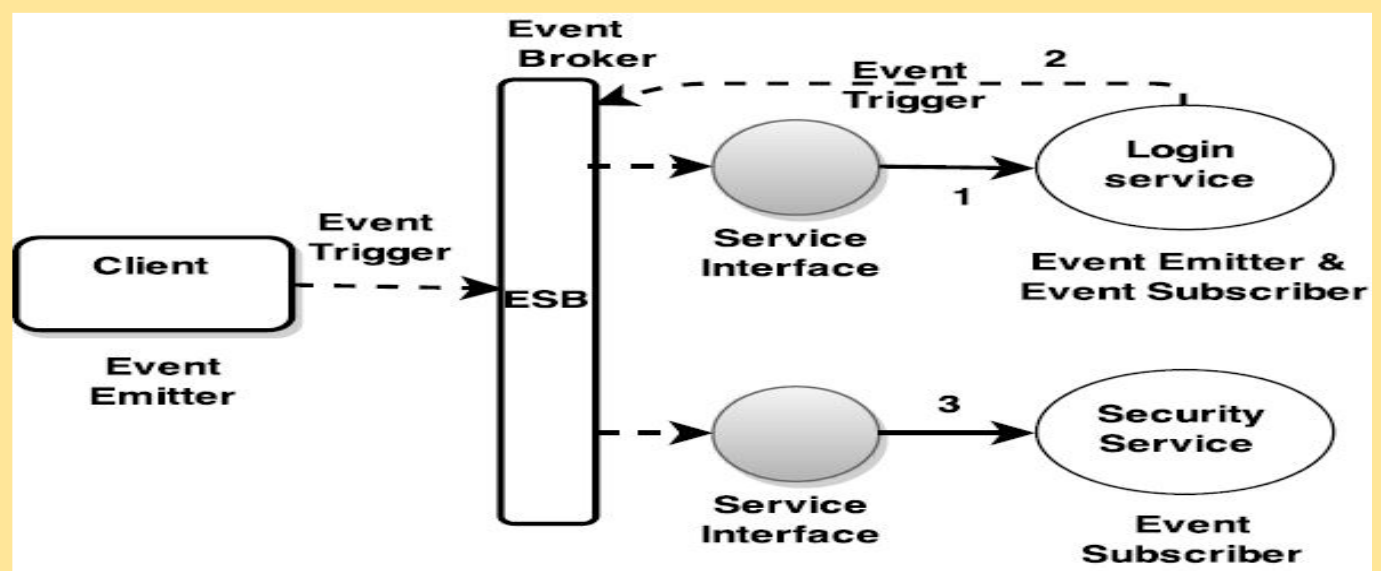 Event
Broker
Event
Trigger
2
Login
service
1
Service
Interface
Event Emitter &
Event Subscriber
Event
Trigger
Client
ESB
Event
Emitter
3
Security
Service
Service
Interface
Event
Subscriber